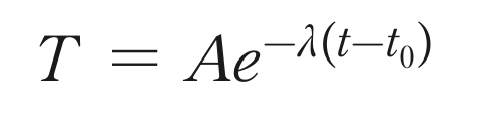 T = Ae^{-λ(t-t_0)}